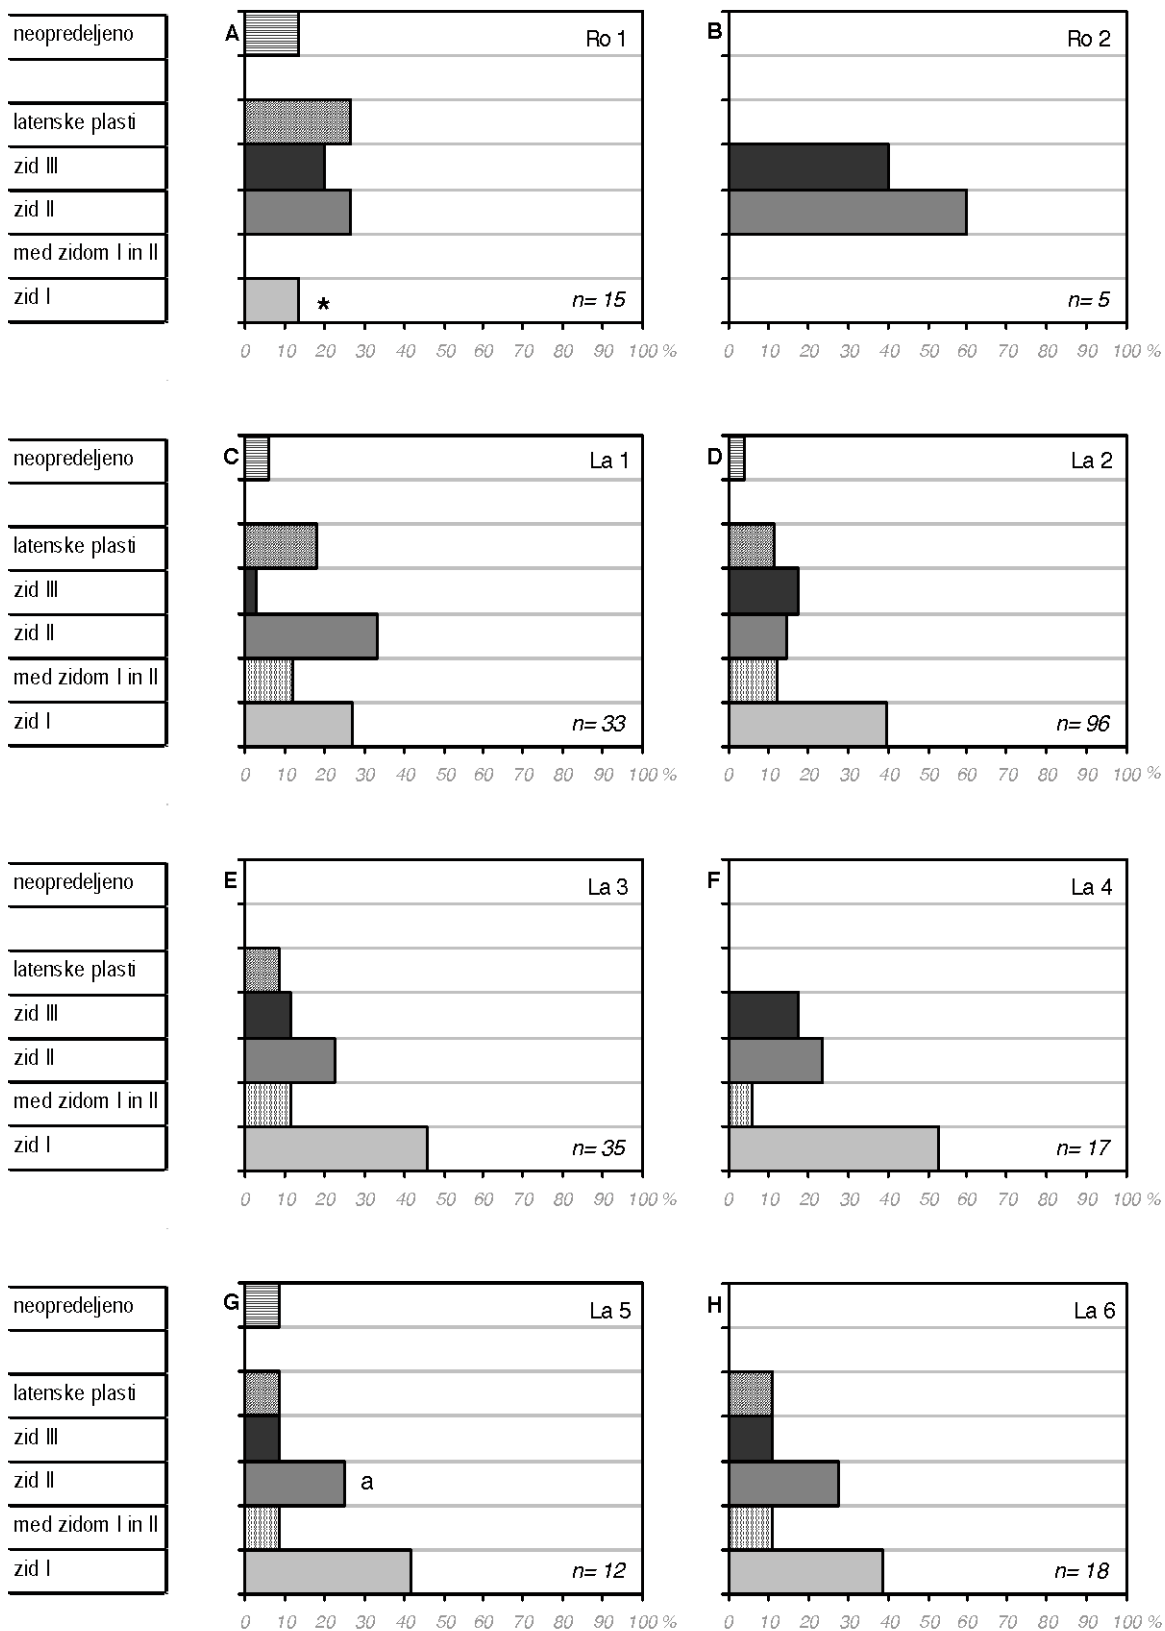 neopredeljeno
latenske plasti
zid III
zid II
med zidom I in II
zid I
A
Ro 1
*
n= 15
0 10 20 30 40 50 60 70 80 90 100 %
B
Ro 2
n= 5
0 10 20 30 40 50 60 70 80 90 100 %
neopredeljeno
latenske plasti
zid III
zid II
med zidom I in II
zid I
C
La 1
n= 33
0 10 20 30 40 50 60 70 80 90 100 %
D
La 2
n= 96
0 10 20 30 40 50 60 70 80 90 100 %
neopredeljeno
latenske plasti
zid III
zid II
med zidom I in II
zid I
E
La 3
n= 35
0 10 20 30 40 50 60 70 80 90 100 %
F
La 4
n= 17
0 10 20 30 40 50 60 70 80 90 100 %
neopredeljeno
latenske plasti
zid III
zid II
med zidom I in II
zid I
G
La 5
a
n= 12
0 10 20 30 40 50 60 70 80 90 100 %
H
La 6
n= 18
0 10 20 30 40 50 60 70 80 90 100 %